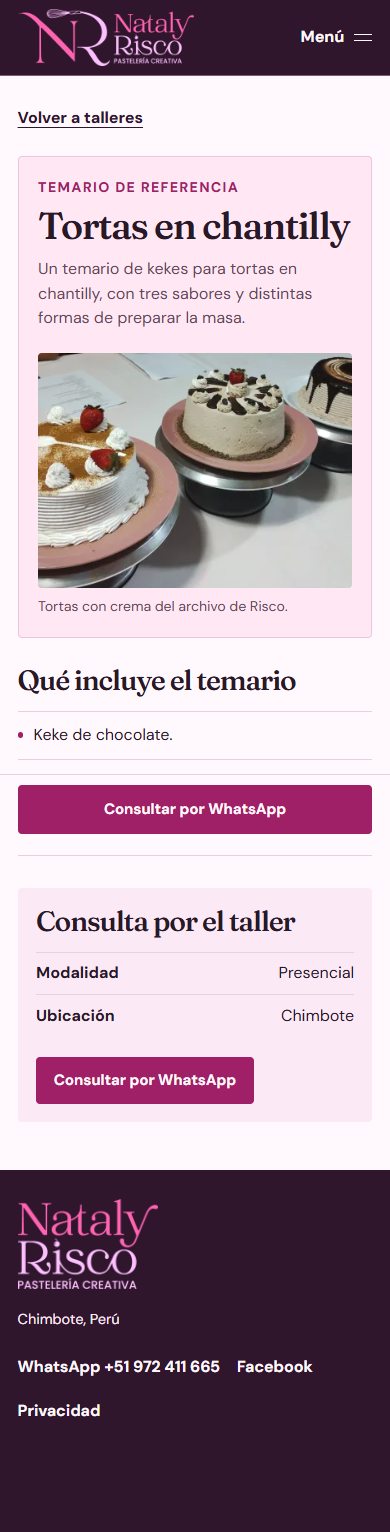 NR Nataly
Risco
PASTELERÍA CREATIVA
Menú
Volver a talleres
TEMARIO DE REFERENCIA
Tortas en chantilly
Un temario de kekes para tortas en
chantilly, con tres sabores y distintas
formas de preparar la masa.
Tortas con crema del archivo de Risco.
Qué incluye el temario
Keke de chocolate.
Consultar por WhatsApp
Consulta por el taller
Modalidad Presencial
Ubicación Chimbote
Consultar por WhatsApp
Nataly
Risco
PASTELERÍA CREATIVA
Chimbote, Perú
WhatsApp +51 972 411 665 Facebook
Privacidad